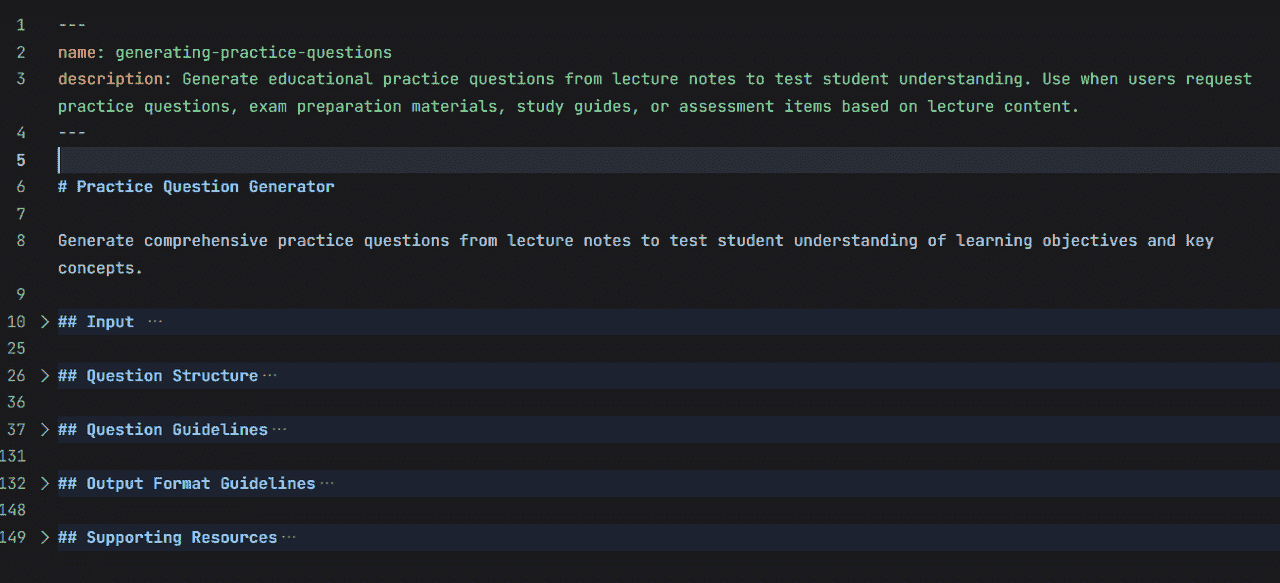 1 ---
2 name: generating-practice-questions
3 description: Generate educational practice questions from lecture notes to test student understanding. Use when users request
practice questions, exam preparation materials, study guides, or assessment items based on lecture content.
4 ---
5
6 # Practice Question Generator
7
8 Generate comprehensive practice questions from lecture notes to test student understanding of learning objectives and key
concepts.
9
10 > ## Input ···
25
26 > ## Question Structure···
36
37 > ## Question Guidelines···
131
132 > ## Output Format Guidelines···
148
149 > ## Supporting Resources···